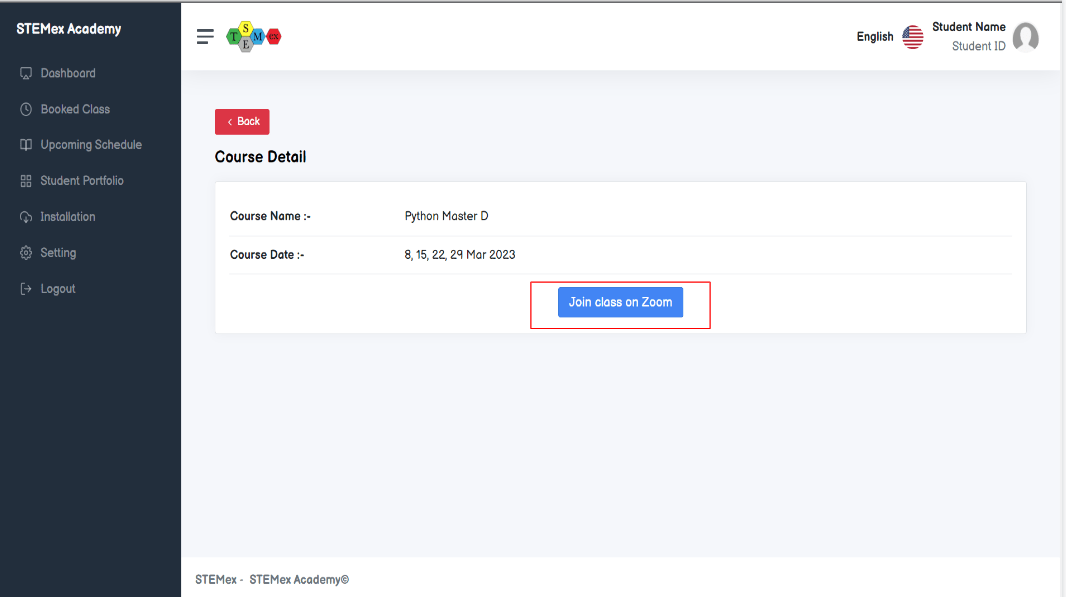 STEMex Academy
Dashboard
Booked Class
Upcoming Schedule
Student Portfolio
Installation
Setting
Logout
S
T M ex
E
English
Student Name
Student ID
Back
Course Detail
Course Name :- Python Master D
Course Date :- 8, 15, 22, 29 Mar 2023
Join class on Zoom
STEMex - STEMex Academy©